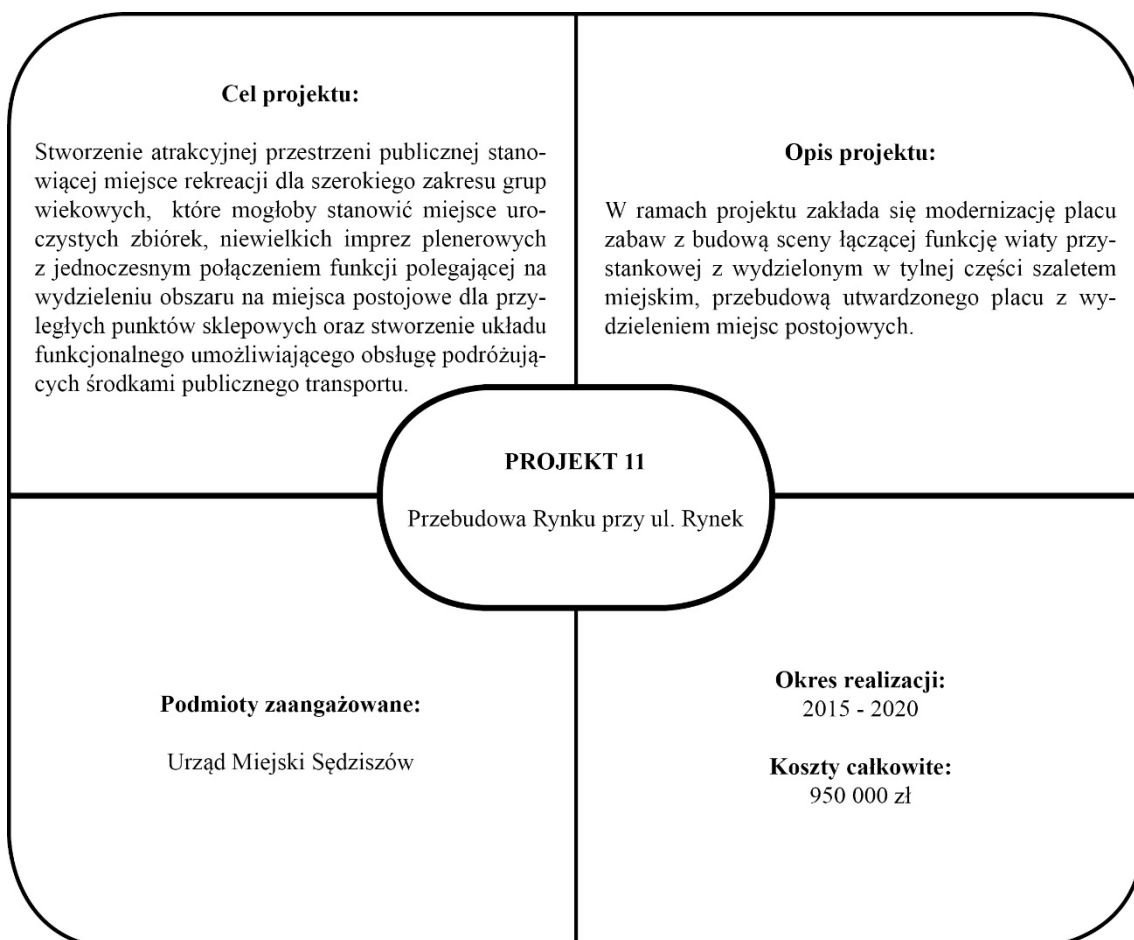 Cel projektu:
Stworzenie atrakcyjnej przestrzeni publicznej stano-
wiącej miejsce rekreacji dla szerokiego zakresu grup
wiekowych, które mogłoby stanowić miejsce uro-
czystych zbiórek, niewielkich imprez plenerowych
z jednoczesnym połączeniem funkcji polegającej na
wydzieleniu obszaru na miejsca postojowe dla przy-
ległych punktów sklepowych oraz stworzenie układu
funkcjonalnego umożliwiającego obsługę podróżują-
cych środkami publicznego transportu.
Opis projektu:
W ramach projektu zakłada się modernizację placu
zabaw z budową sceny łączącej funkcję wiaty przy-
stankowej z wydzielonym w tylnej części szaletem
miejskim, przebudową utwardzonego placu z wy-
dzieleniem miejsc postojowych.
PROJEKT 11
Przebudowa Rynku przy ul. Rynek
Podmioty zaangażowane:
Urząd Miejski Sędziszów
Okres realizacji:
2015 - 2020
Koszty całkowite:
950 000 zł